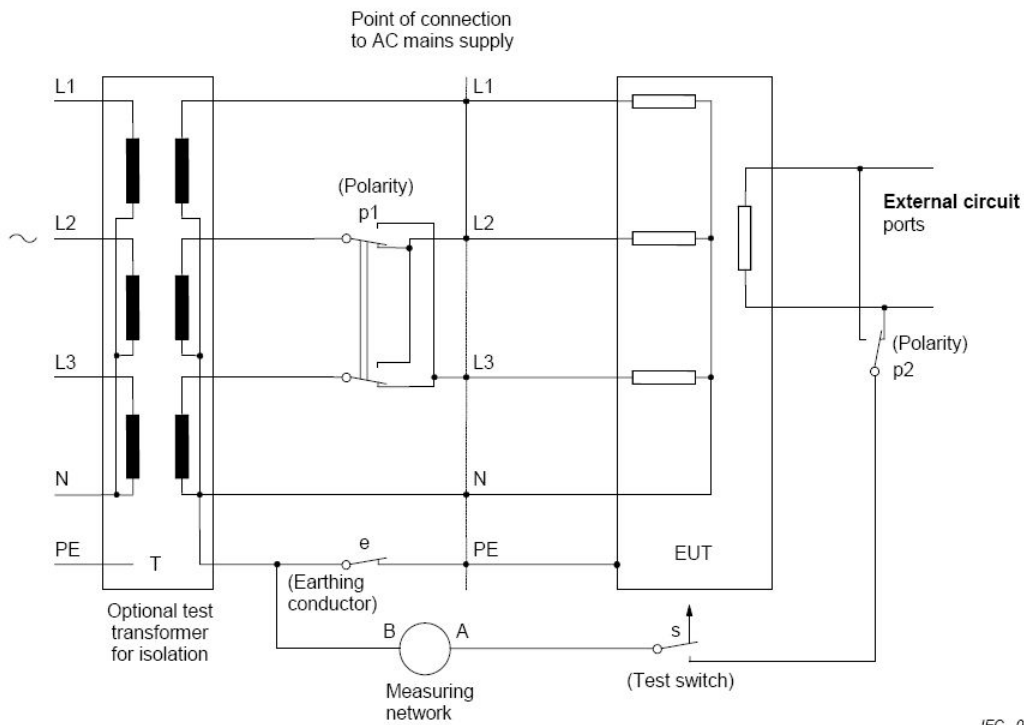 Point of connection
to AC mains supply
L1
L1
(Polarity)
p1
External circuit
ports
L2
L2
~
(Polarity)
p2
L3
L3
N
N
PE
T
e
PE
EUT
(Earthing
conductor)
Optional test
transformer
for isolation
B
A
s
(Test switch)
Measuring
network